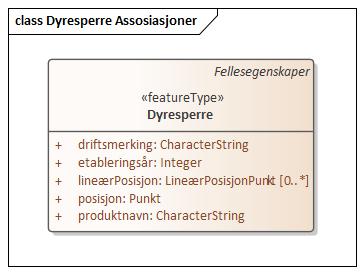 class Dyresperre Assosiasjoner
Fellesegenskaper
«featureType»
Dyresperre
+ driftsmerking: CharacterString
+ etableringsår: Integer
+ lineærPosisjon: LineærPosisjonPunkt [0..*]
+ posisjon: Punkt
+ produktnavn: CharacterString